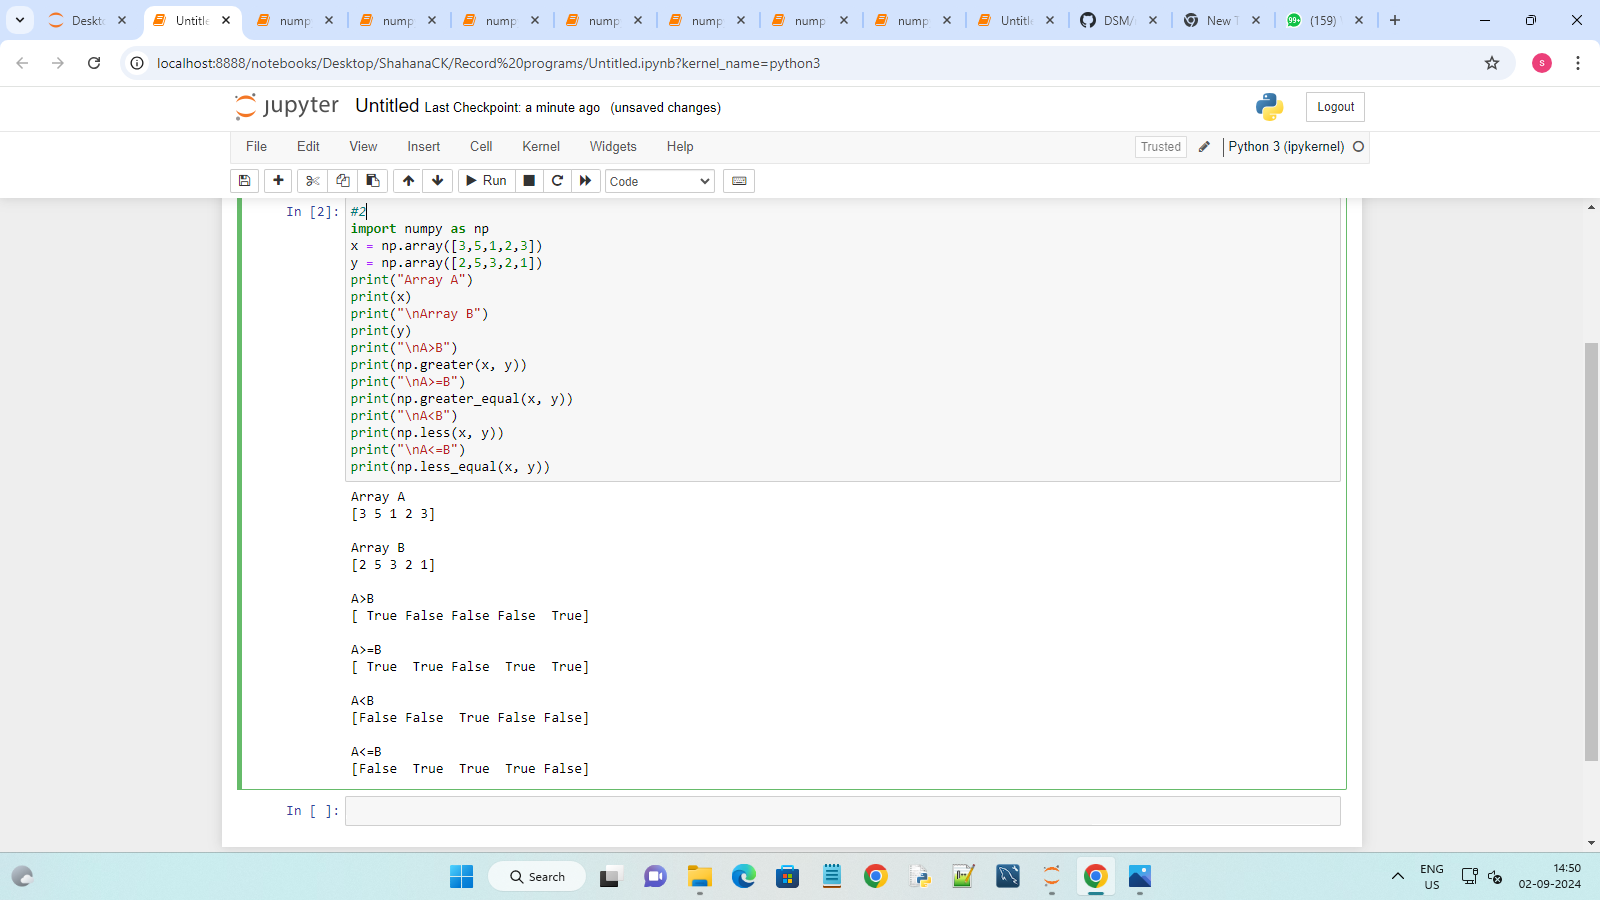 Deskt
Untitle
nump
nump
nump
nump
nump
nump
nump
Untitle
DSM/
New T
99+ (159)
localhost:8888/notebooks/Desktop/ShahanaCK/Record%20programs/Untitled.ipynb?kernel_name=python3
S
jupyter Untitled Last Checkpoint: a minute ago (unsaved changes)
Logout
File Edit View Insert Cell Kernel Widgets Help
Trusted
Python 3 (ipykernel)
Run
Code
In [2]: #2
import numpy as np
x = np.array([3,5,1,2,3])
y = np.array([2,5,3,2,1])
print("Array A")
print(x)
print("\nArray B")
print(y)
print("\nA>B")
print(np.greater(x, y))
print("\nA>=B")
print(np.greater_equal(x, y))
print("\nA<B")
print(np.less(x, y))
print("\nA<=B")
print(np.less_equal(x, y))
Array A
[3 5 1 2 3]
Array B
[2 5 3 2 1]
A>B
[ True False False False  True]
A>=B
[ True  True False  True  True]
A<B
[False False  True False False]
A<=B
[False  True  True  True False]
In [ ]:
Search
ENG
US
14:50
02-09-2024